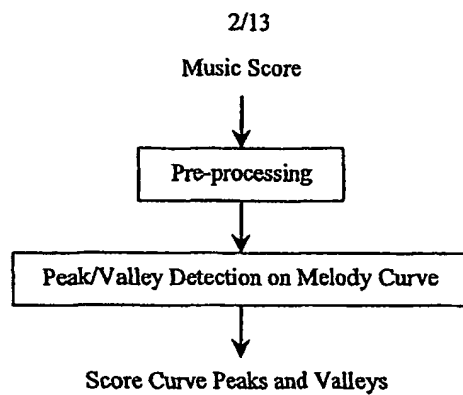 2/13
Music Score
Pre-processing
Peak/Valley Detection on Melody Curve
Score Curve Peaks and Valleys